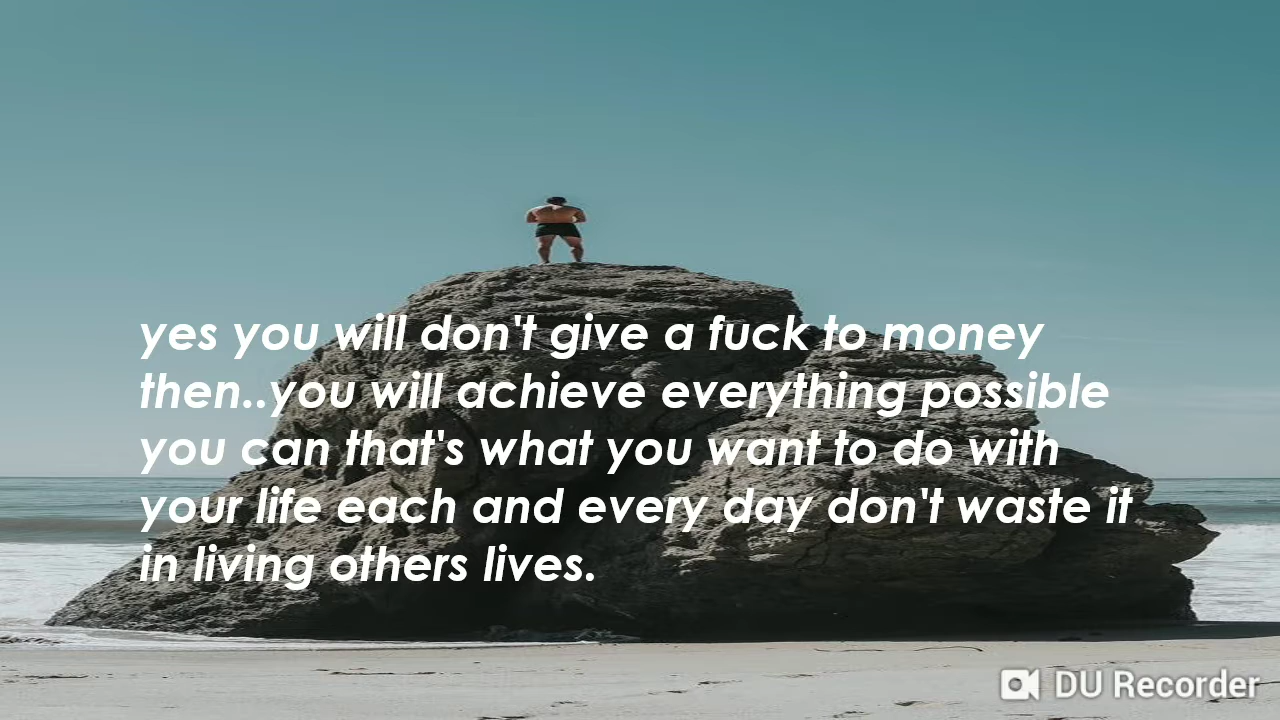 yes you will don't give a fuck to money
then..you will achieve everything possible
you can that's what you want to do with
your life each and every day don't waste it
in living others lives.
DU Recorder